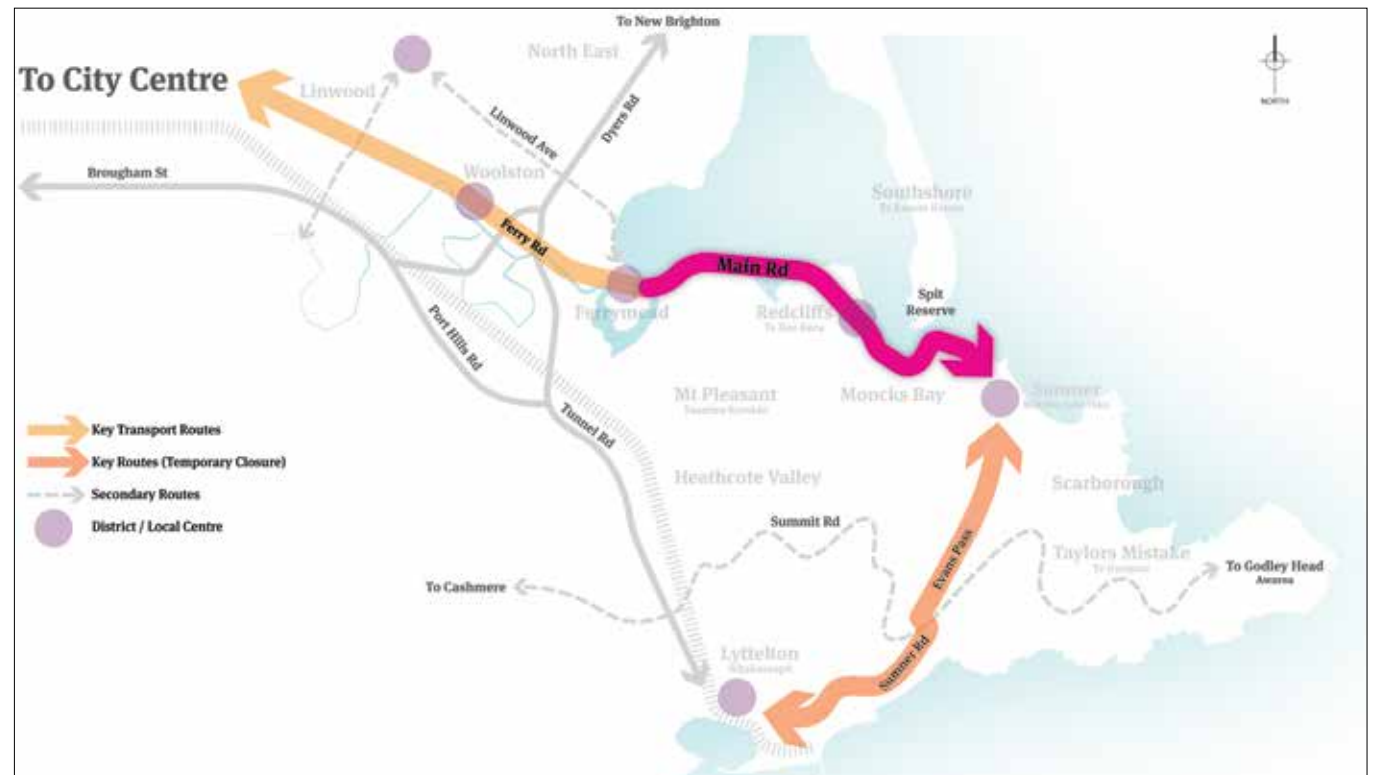 To New Brighton
North East
To City Centre
Linwood
NORTH
Linwood Ave
Dyers Rd
Brougham St
Woolston
Southshore
Ferry Rd
Main Rd
Spit
Reserve
Ferrymead
Redcliffs
Port Hills Rd
Mt Pleasant
Moncks Bay
Sumner
Tunnel Rd
Key Transport Routes
Key Routes (Temporary Closure)
Secondary Routes
District / Local Centre
Heathcote Valley
Scarborough
Summit Rd
Evans Pass
Taylors Mistake
To Godley Head
Awaroa
To Cashmere
Sumner Rd
Lyttelton